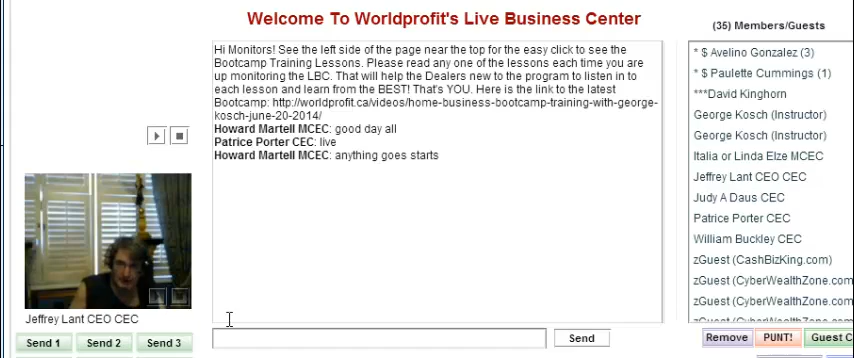 Welcome To Worldprofit's Live Business Center
(35) Members/Guests
Hi Monitors! See the left side of the page near the top for the easy click to see the
Bootcamp Training Lessons. Please read any one of the lessons each time you are
up monitoring the LBC. That will help the Dealers new to the program to listen in to
each lesson and learn from the BEST! That's YOU. Here is the link to the latest
Bootcamp: http://worldprofit.ca/videos/home-business-bootcamp-training-with-george-
kosch-june-20-2014/
Howard Martell MCEC: good day all
Patrice Porter CEC: live
Howard Martell MCEC: anything goes starts
* $ Avelino Gonzalez (3)
* $ Paulette Cummings (1)
***David Kinghorn
George Kosch (Instructor)
George Kosch (Instructor)
Italia or Linda Elze MCEC
Jeffrey Lant CEO CEC
Judy A Daus CEC
Patrice Porter CEC
William Buckley CEC
zGuest (CashBizKing.com)
zGuest (CyberWealthZone.com)
zGuest (CyberWealthZone.com)
zGuest (CyberWealthZone.com)
Jeffrey Lant CEO CEC
Send 1 Send 2 Send 3
Send
Remove PUNT! Guest C